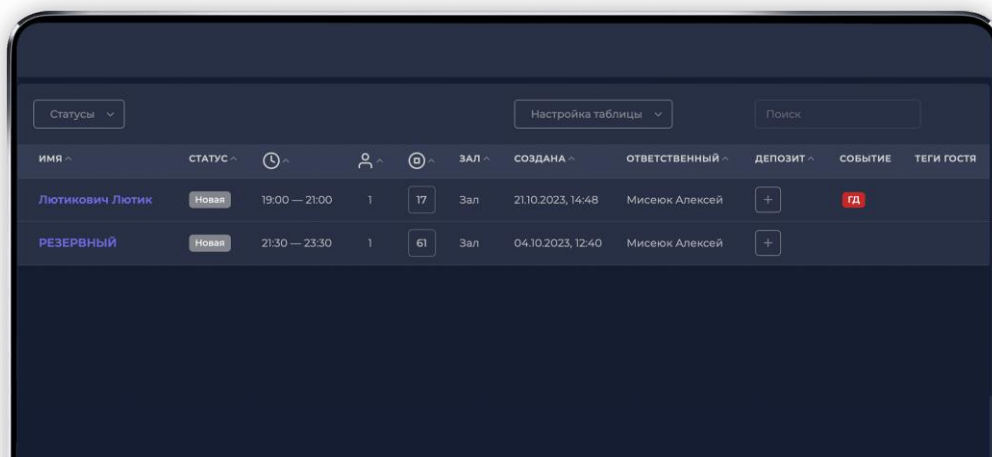 Статусы Настройка таблицы Поиск
ИМЯ СТАТУС ЗАЛ СОЗДАНА ОТВЕТСТВЕННЫЙ ДЕПОЗИТ СОБЫТИЕ ТЕГИ ГОСТЯ
Лютикович Лютик Новая 19:00 — 21:00 1 17 Зал 21.10.2023, 14:48 Мисеюк Алексей + ГД
РЕЗЕРВНЫЙ Новая 21:30 — 23:30 1 61 Зал 04.10.2023, 12:40 Мисеюк Алексей +